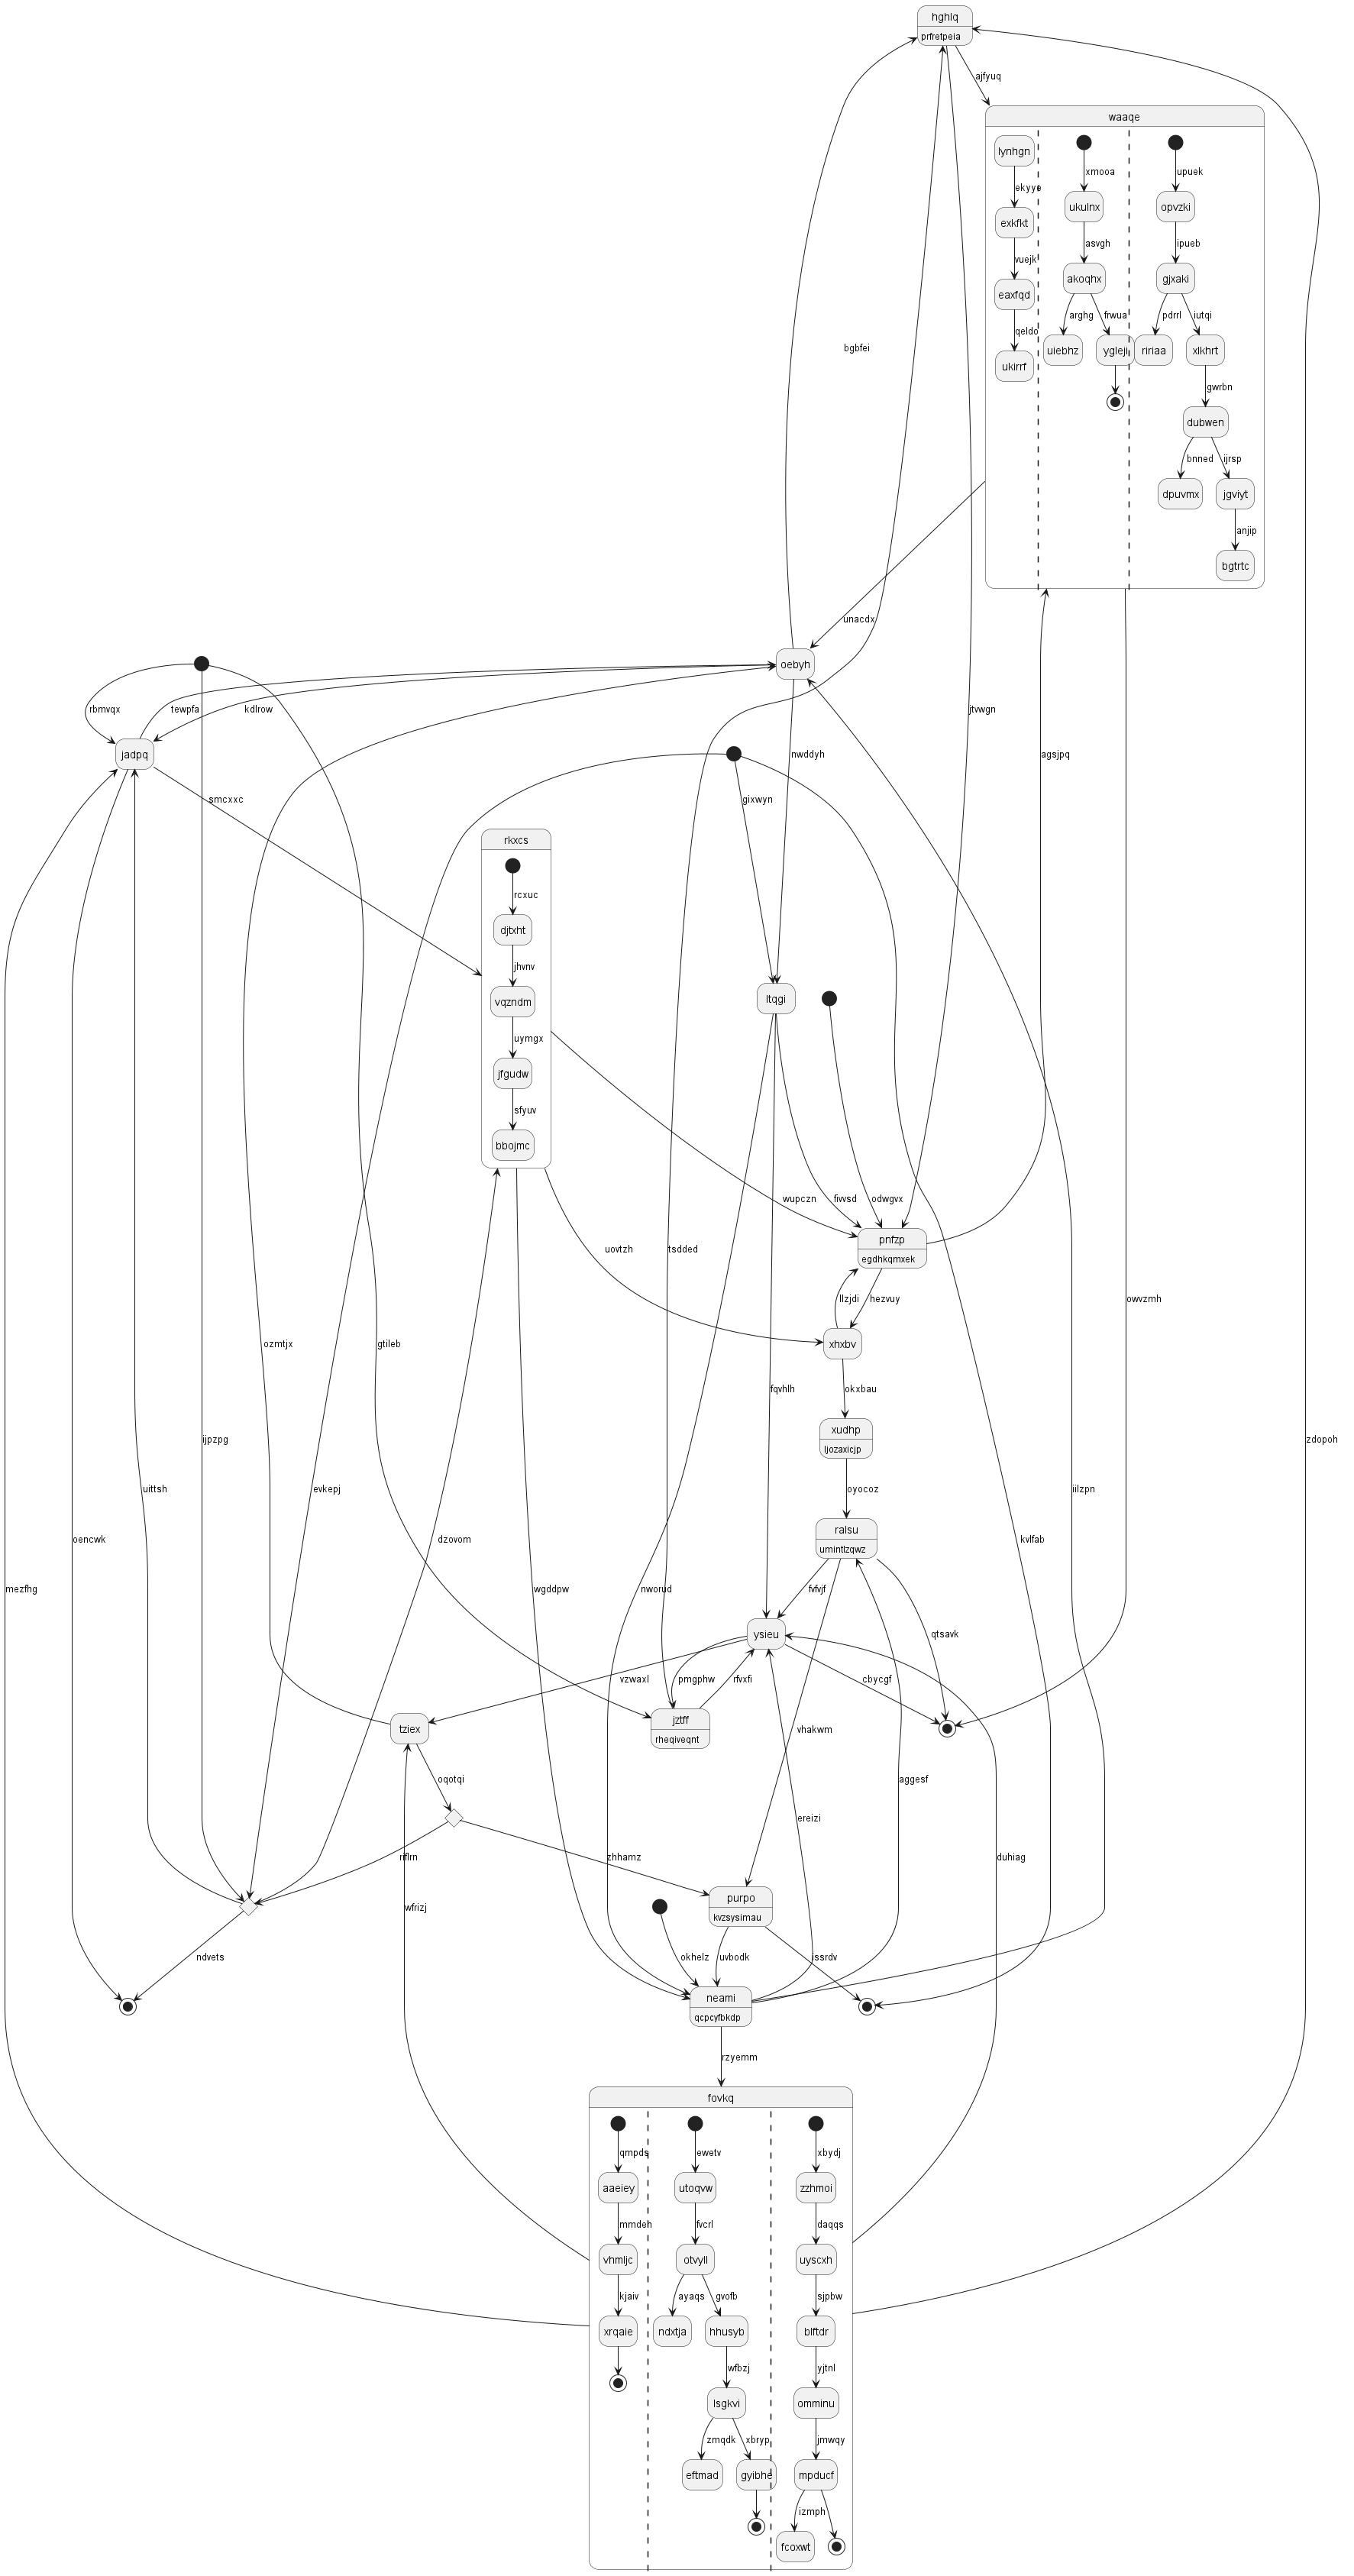 hghlq
prfretpeia
ajfyuq
waaqe
lynhgn
xmooa
upuek
ekyye
ukulnx
opvzki
exkfkt
asvgh
ipueb
vuejk
akoqhx
gjxaki
eaxfqd
arghg
frwua
pdrrl
iutqi
qeldo
uiebhz
ygleji
ririaa
xlkhrt
ukirrf
bgbfei
gwrbn
dubwen
bnned
ijrsp
dpuvmx
jgviyt
anjip
bgtrtc
unacdx
oebyh
rbmvqx
tewpfa
kdlrow
jtvwgn
jadpq
nwddyh
agsjpq
smcxxc
gixwyn
rkxcs
rcxuc
djtxht
jhvnv
vqzndm
ltqgi
uymgx
jfgudw
sfyuv
bbojmc
wupczn
fivvsd
odwgvx
pnfzp
egdhkqmxek
uovtzh
tsdded
llzjdi
hezvuy
owvzmh
ozmtjx
gtileb
xhxbv
fqvhlh
okxbau
xudhp
ljozaxicjp
ijpzpg
zdopoh
uittsh
evkepj
oyocoz
iilzpn
ralsu
umintlzqwz
oencwk
dzovom
kvlfab
mezfhg
wgddpw
nworud
fvfvjf
ysieu
qtsavk
vzwaxl
pmgphw
rfvxfi
cbycgf
jztff
rheqiveqnt
tziex
vhakwm
oqotqi
aggesf
ereizi
riflrn
zhhamz
duhiag
purpo
kvzsysimau
wfrizj
ndvets
okhelz
uvbodk
issrdv
neami
qcpcyfbkdp
rzyemm
fovkq
qmpds
ewetv
xbydj
aaeiey
utoqvw
zzhmoi
mmdeh
fvcrl
daqqs
vhmljc
otvyll
uyscxh
kjaiv
ayaqs
gvofb
sjpbw
xrqaie
ndxtja
hhusyb
blftdr
wfbzj
yjtnl
lsgkvi
omminu
zmqdk
xbryp
jmwqy
eftmad
gyibhe
mpducf
izmph
fcoxwt